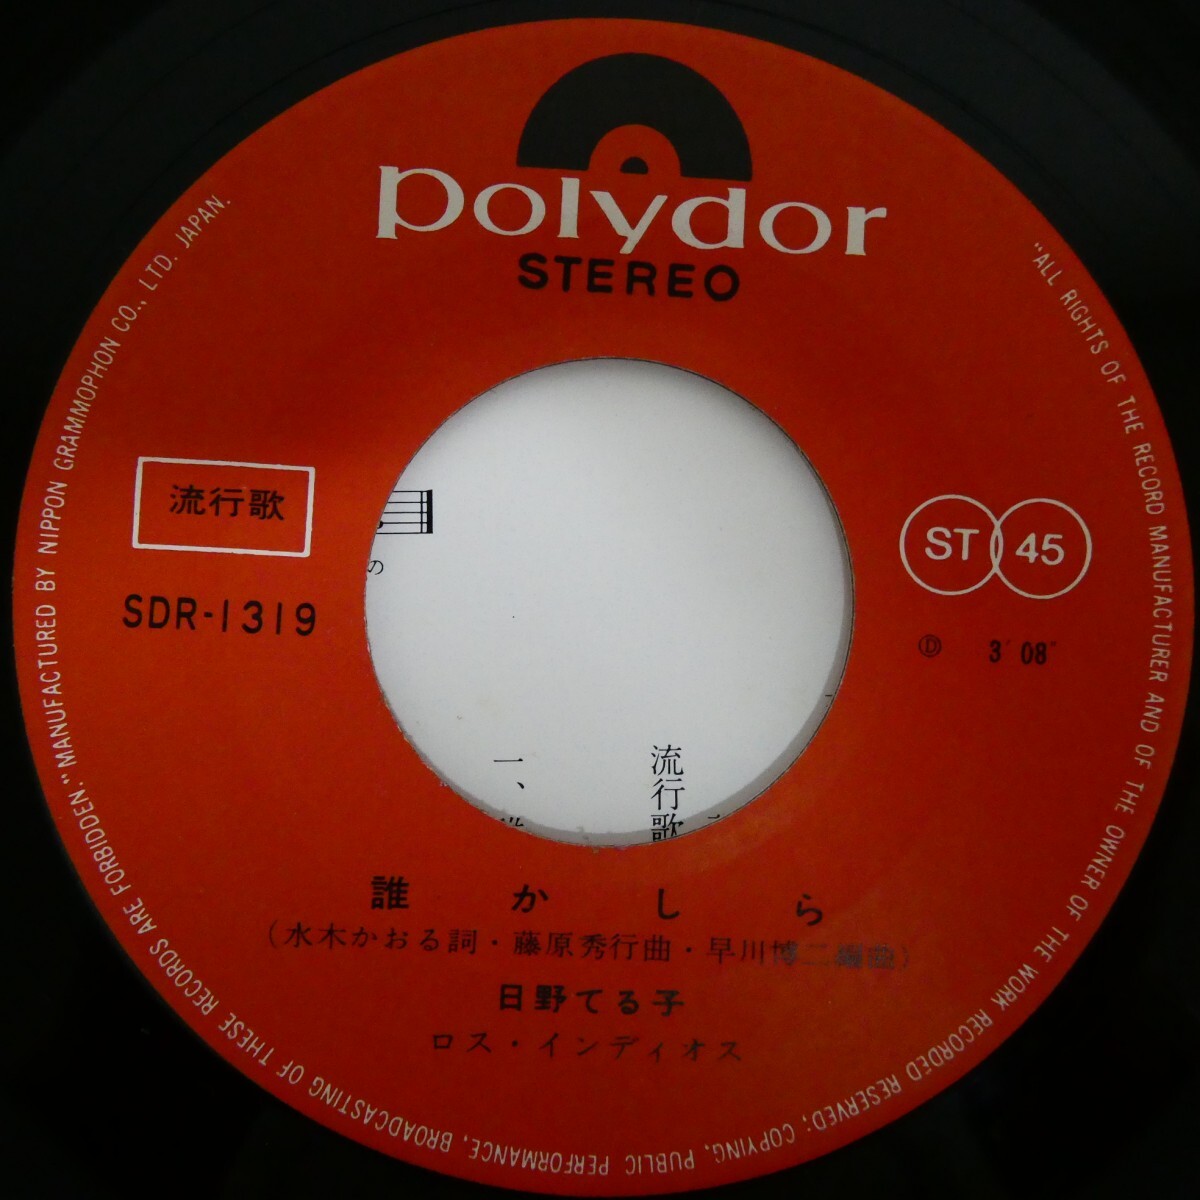 polydor
STEREO
流行歌
SDR-1319
ST 45
Ⓓ 3′08″
の
一、
流行歌
誰かしら
(水木かおる詞・藤原秀行曲・早川博二編曲)
日野てる子
ロス・インディオス
"ALL RIGHTS OF THE RECORD MANUFACTURER AND OF THE OWNER OF THE WORK RECORDED RESERVED; COPYING, PUBLIC PERFORMANCE, BROADCASTING OF THESE RECORDS ARE FORBIDDEN." MANUFACTURED BY NIPPON GRAMMOPHON CO., LTD. JAPAN.